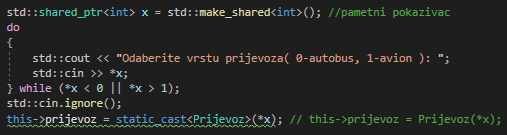 std::shared_ptr<int> x = std::make_shared<int>(); //pametni pokazivac
do
{
std::cout << "Odaberite vrstu prijevoza( 0-autobus, 1-avion ): ";
std::cin >> *x;
} while (*x < 0 || *x > 1);
std::cin.ignore();
this->prijevoz = static_cast<Prijevoz>(*x); // this->prijevoz = Prijevoz(*x);